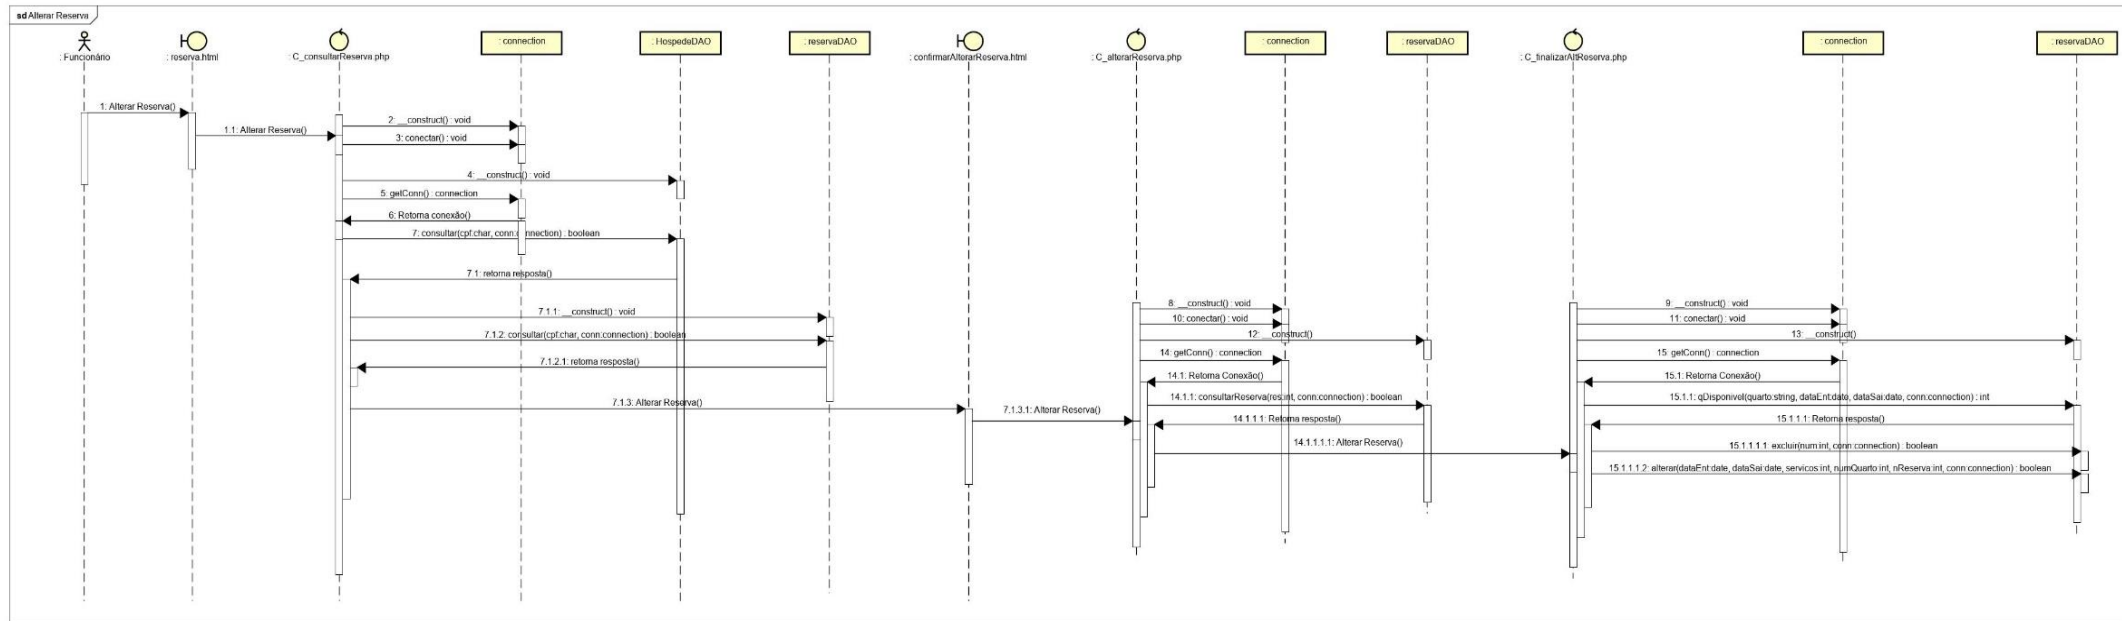 sd Alterar Reserva
: Funcionário
: reserva.html
: C_consultarReserva.php
: connection
: HospedeDAO
: reservaDAO
: confirmarAlterarReserva.html
: C_alterarReserva.php
: connection
: reservaDAO
: C_finalizarAltReserva.php
: connection
: reservaDAO
1: Alterar Reserva()
1.1: Alterar Reserva()
2: __construct() : void
3: conectar() : void
4: __construct() : void
5: getConn() : connection
6: Retorna conexão()
7: consultar(cpf:char, conn:connection) : boolean
7.1: retorna resposta()
7.1.1: __construct() : void
7.1.2: consultar(cpf:char, conn:connection) : boolean
7.1.2.1: retorna resposta()
7.1.3: Alterar Reserva()
7.1.3.1: Alterar Reserva()
8: __construct() : void
10: conectar() : void
12: __construct()
14: getConn() : connection
14.1: Retorna Conexão()
14.1.1: consultarReserva(res:int, conn:connection) : boolean
14.1.1.1: Retorna resposta()
14.1.1.1.1: Alterar Reserva()
9: __construct() : void
11: conectar() : void
13: __construct()
15: getConn() : connection
15.1: Retorna Conexão()
15.1.1: qDisponivel(quarto:string, dataEnt:date, dataSai:date, conn:connection) : int
15.1.1.1: Retorna resposta()
15.1.1.1.1: excluir(num:int, conn:connection) : boolean
15.1.1.1.2: alterar(dataEnt:date, dataSai:date, servicos:int, numQuarto:int, nReserva:int, conn:connection) : boolean